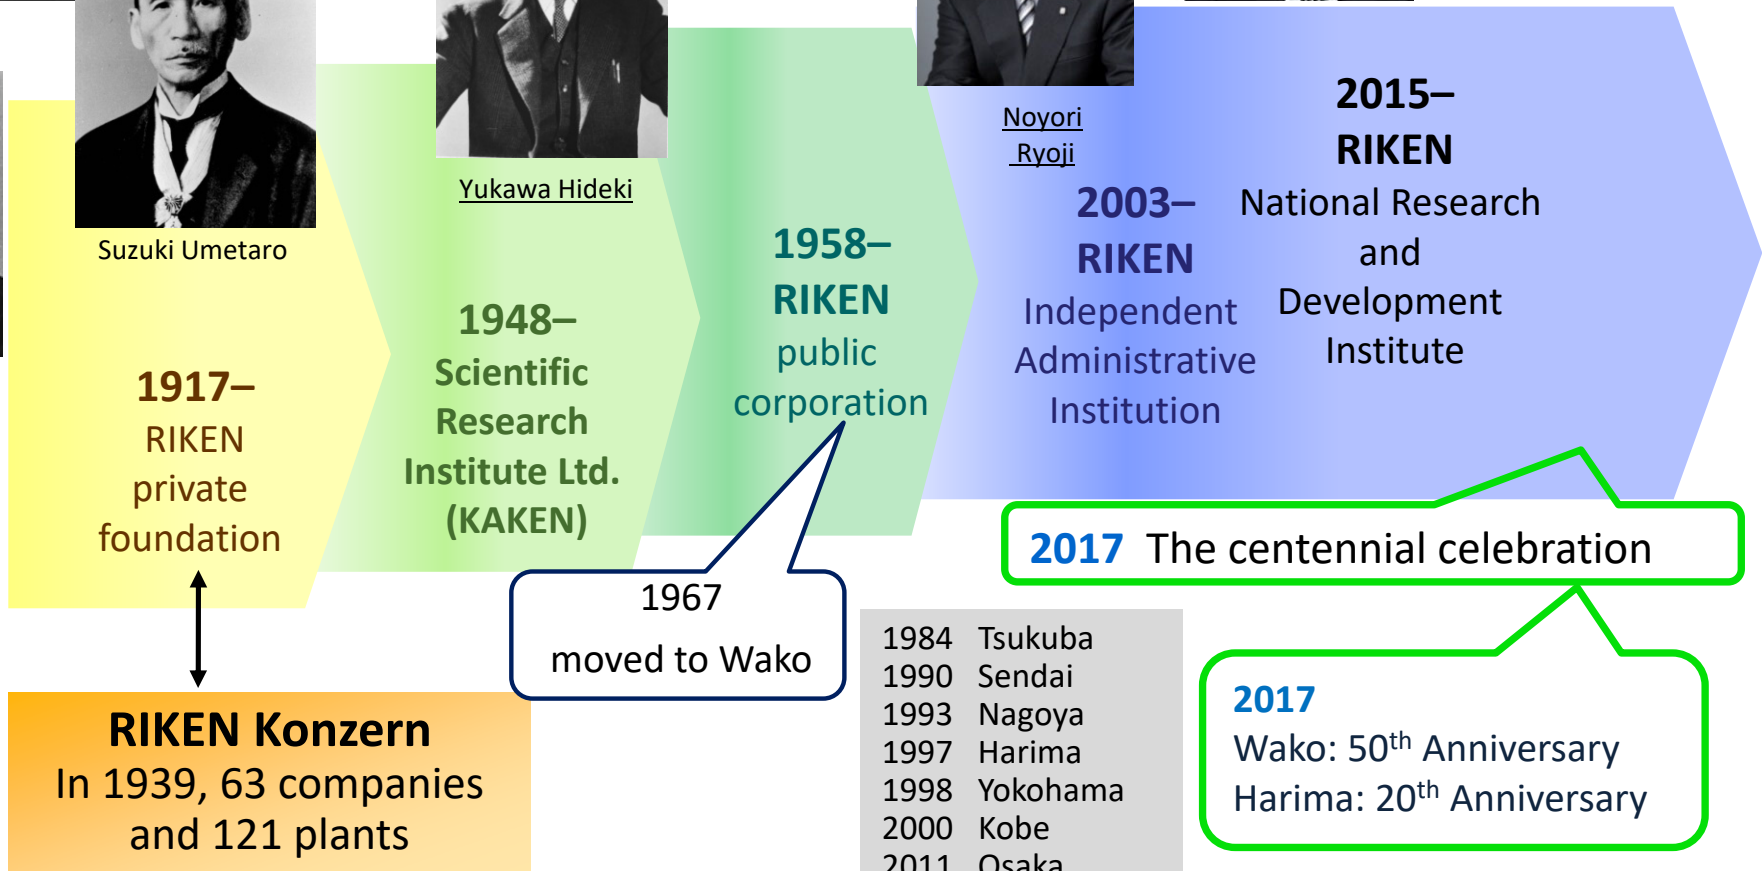 Suzuki Umetaro
1917–
RIKEN
private
foundation
RIKEN Konzern
In 1939, 63 companies
and 121 plants
Yukawa Hideki
1948–
Scientific
Research
Institute Ltd.
(KAKEN)
1958–
RIKEN
public
corporation
1967
moved to Wako
Noyori
Ryoji
2003–
RIKEN
Independent
Administrative
Institution
2015–
RIKEN
National Research
and
Development
Institute
2017 The centennial celebration
1984 Tsukuba
1990 Sendai
1993 Nagoya
1997 Harima
1998 Yokohama
2000 Kobe
2011 Osaka
2017
Wako: 50th Anniversary
Harima: 20th Anniversary